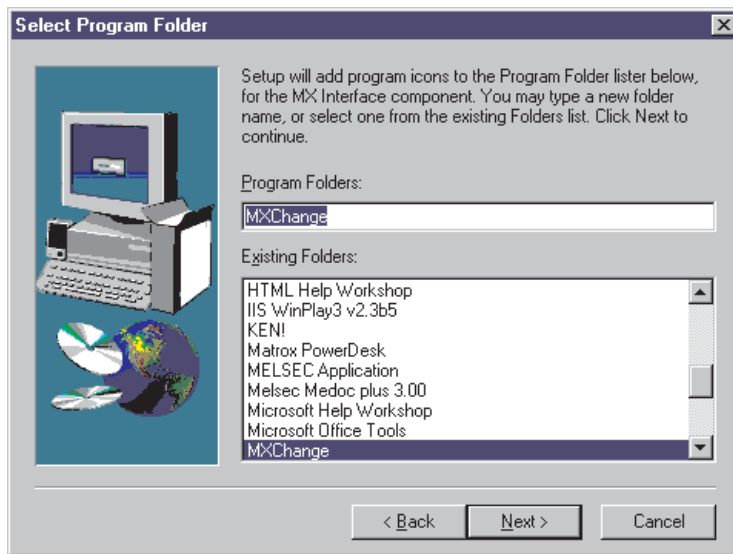 Select Program Folder
Setup will add program icons to the Program Folder lister below,
for the MX Interface component. You may type a new folder
name, or select one from the existing Folders list. Click Next to
continue.
Program Folders:
MXChange
Existing Folders:
HTML Help Workshop
IIS WinPlay3 v2.3b5
KEN!
Matrox PowerDesk
MELSEC Application
Melsec Medoc plus 3.00
Microsoft Help Workshop
Microsoft Office Tools
MXChange
< Back
Next >
Cancel